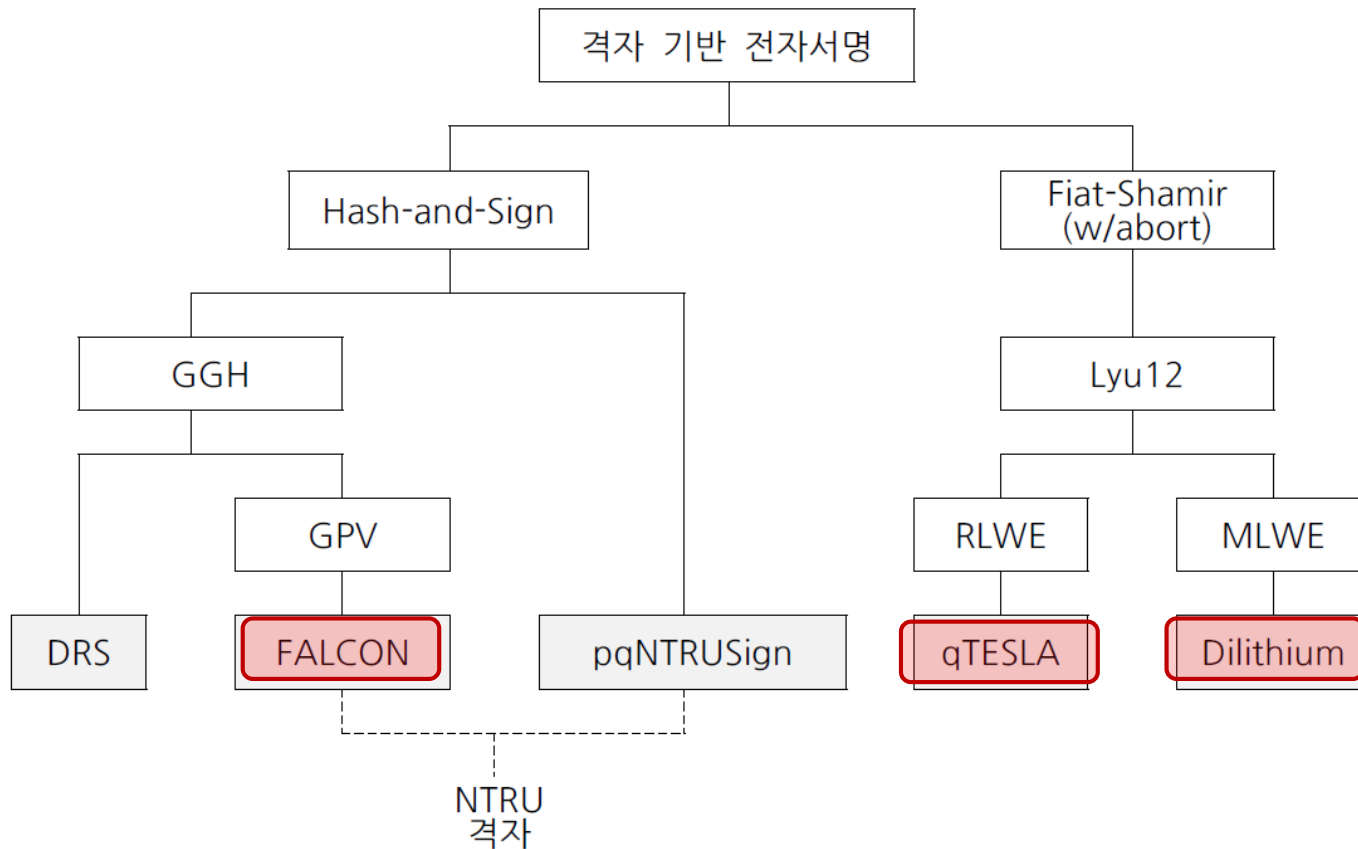 격자 기반 전자서명
Hash-and-Sign
Fiat-Shamir
(w/abort)
GGH
Lyu12
GPV
RLWE
MLWE
DRS
FALCON
pqNTRUSign
qTESLA
Dilithium
NTRU
격자